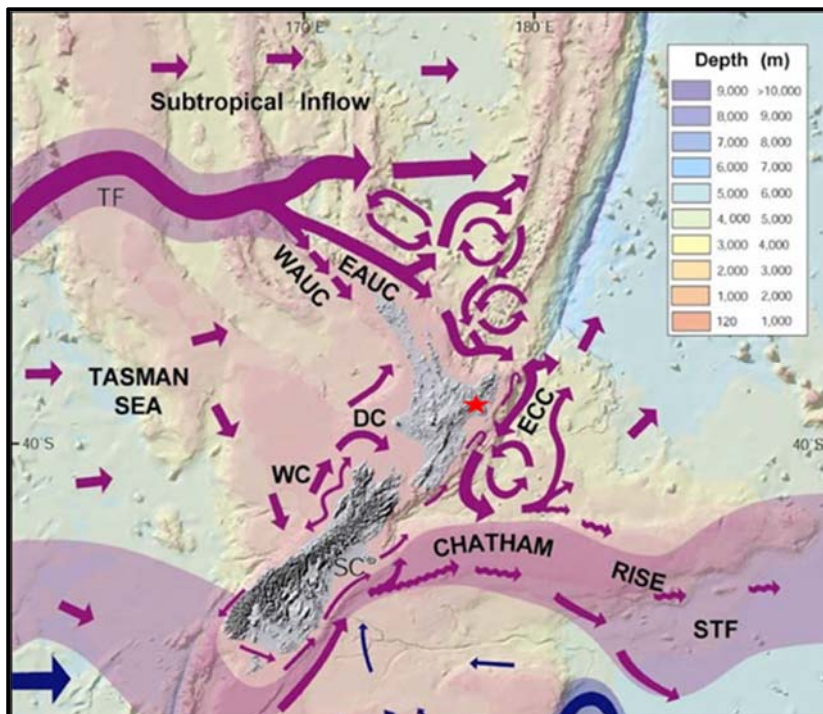 170°E
180°E
Subtropical Inflow
Depth (m)
9,000 >10.000
8,000 9,000
7,000 8,000
6,000 7,000
5,000 6,000
4,000 5,000
3,000 4,000
2,000 3,000
1,000 2,000
120 1,000
TF
WAUC
EAUC
TASMAN
SEA
DC
ECC
40°S
40°S
WC
CHATHAM
RISE
SC
STF